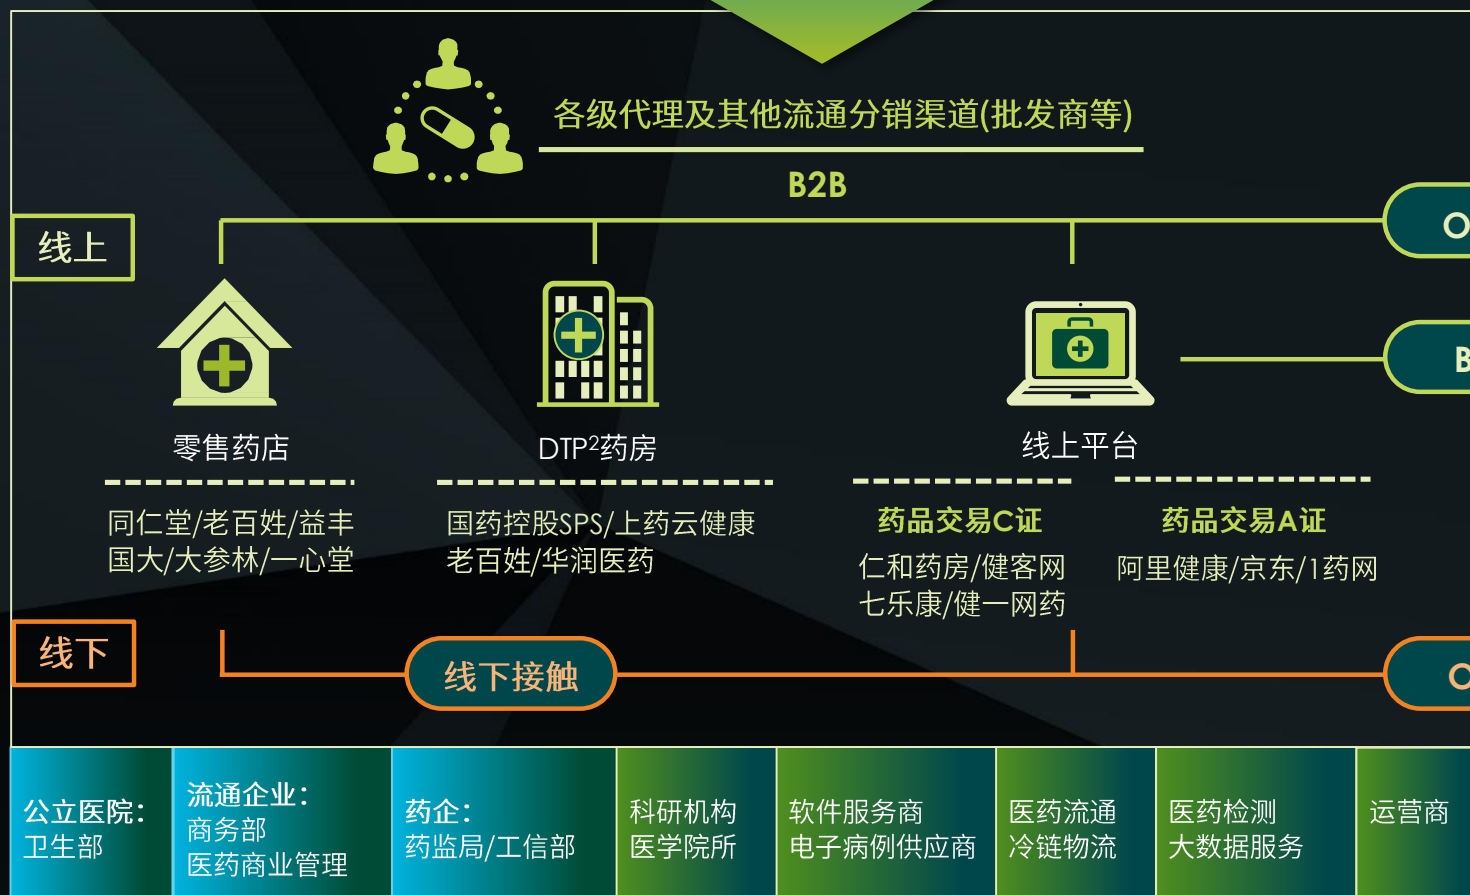 各级代理及其他流通分销渠道(批发商等)
B2B
线上
零售药店
DTP²药房
线上平台
同仁堂/老百姓/益丰
国大/大参林/一心堂
国药控股SPS/上药云健康
老百姓/华润医药
药品交易C证
仁和药房/健客网
七乐康/健一网药
药品交易A证
阿里健康/京东/1药网
线下
线下接触
公立医院：
卫生部
流通企业：
商务部
医药商业管理
药企：
药监局/工信部
科研机构
医学院所
软件服务商
电子病例供应商
医药流通
冷链物流
医药检测
大数据服务
运营商